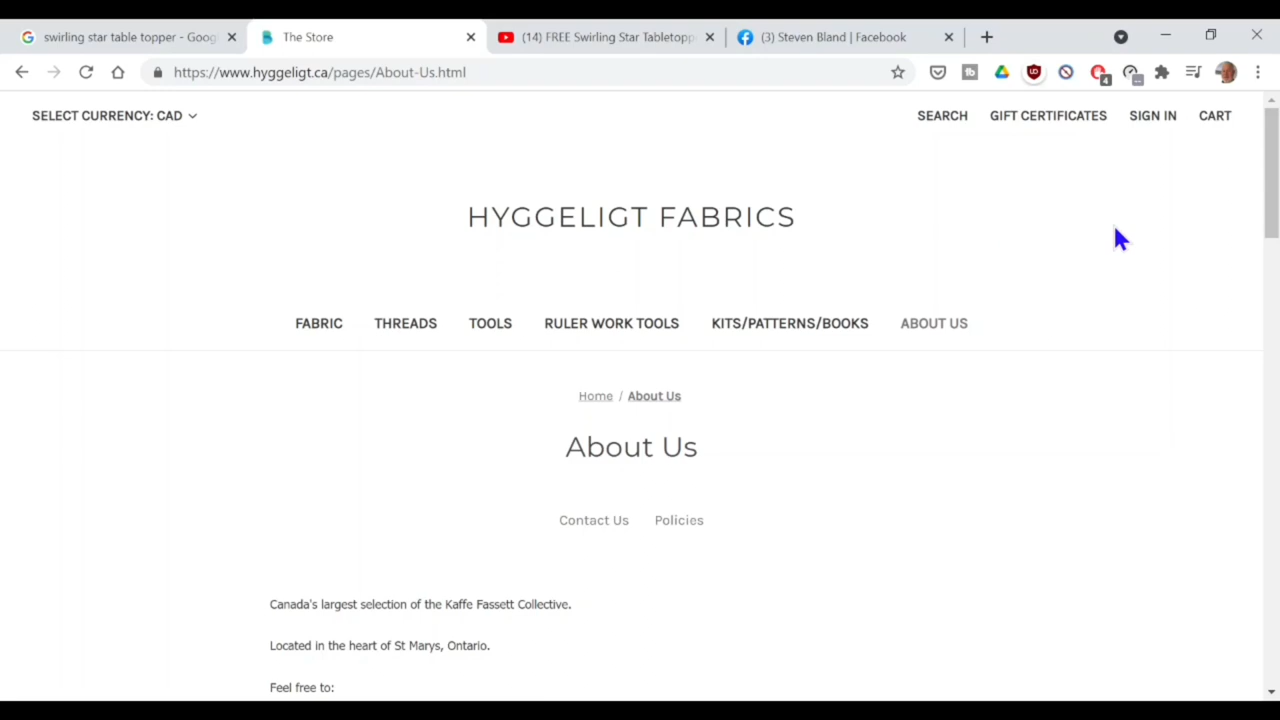 swirling star table topper - Goog
The Store
(14) FREE Swirling Star Tabletopp
(3) Steven Bland | Facebook
https://www.hyggeligt.ca/pages/About-Us.html
SELECT CURRENCY: CAD
SEARCH
GIFT CERTIFICATES
SIGN IN
CART
HYGGELIGT FABRICS
FABRIC
THREADS
TOOLS
RULER WORK TOOLS
KITS/PATTERNS/BOOKS
ABOUT US
Home / About Us
About Us
Contact Us
Policies
Canada's largest selection of the Kaffe Fassett Collective.
Located in the heart of St Marys, Ontario.
Feel free to: